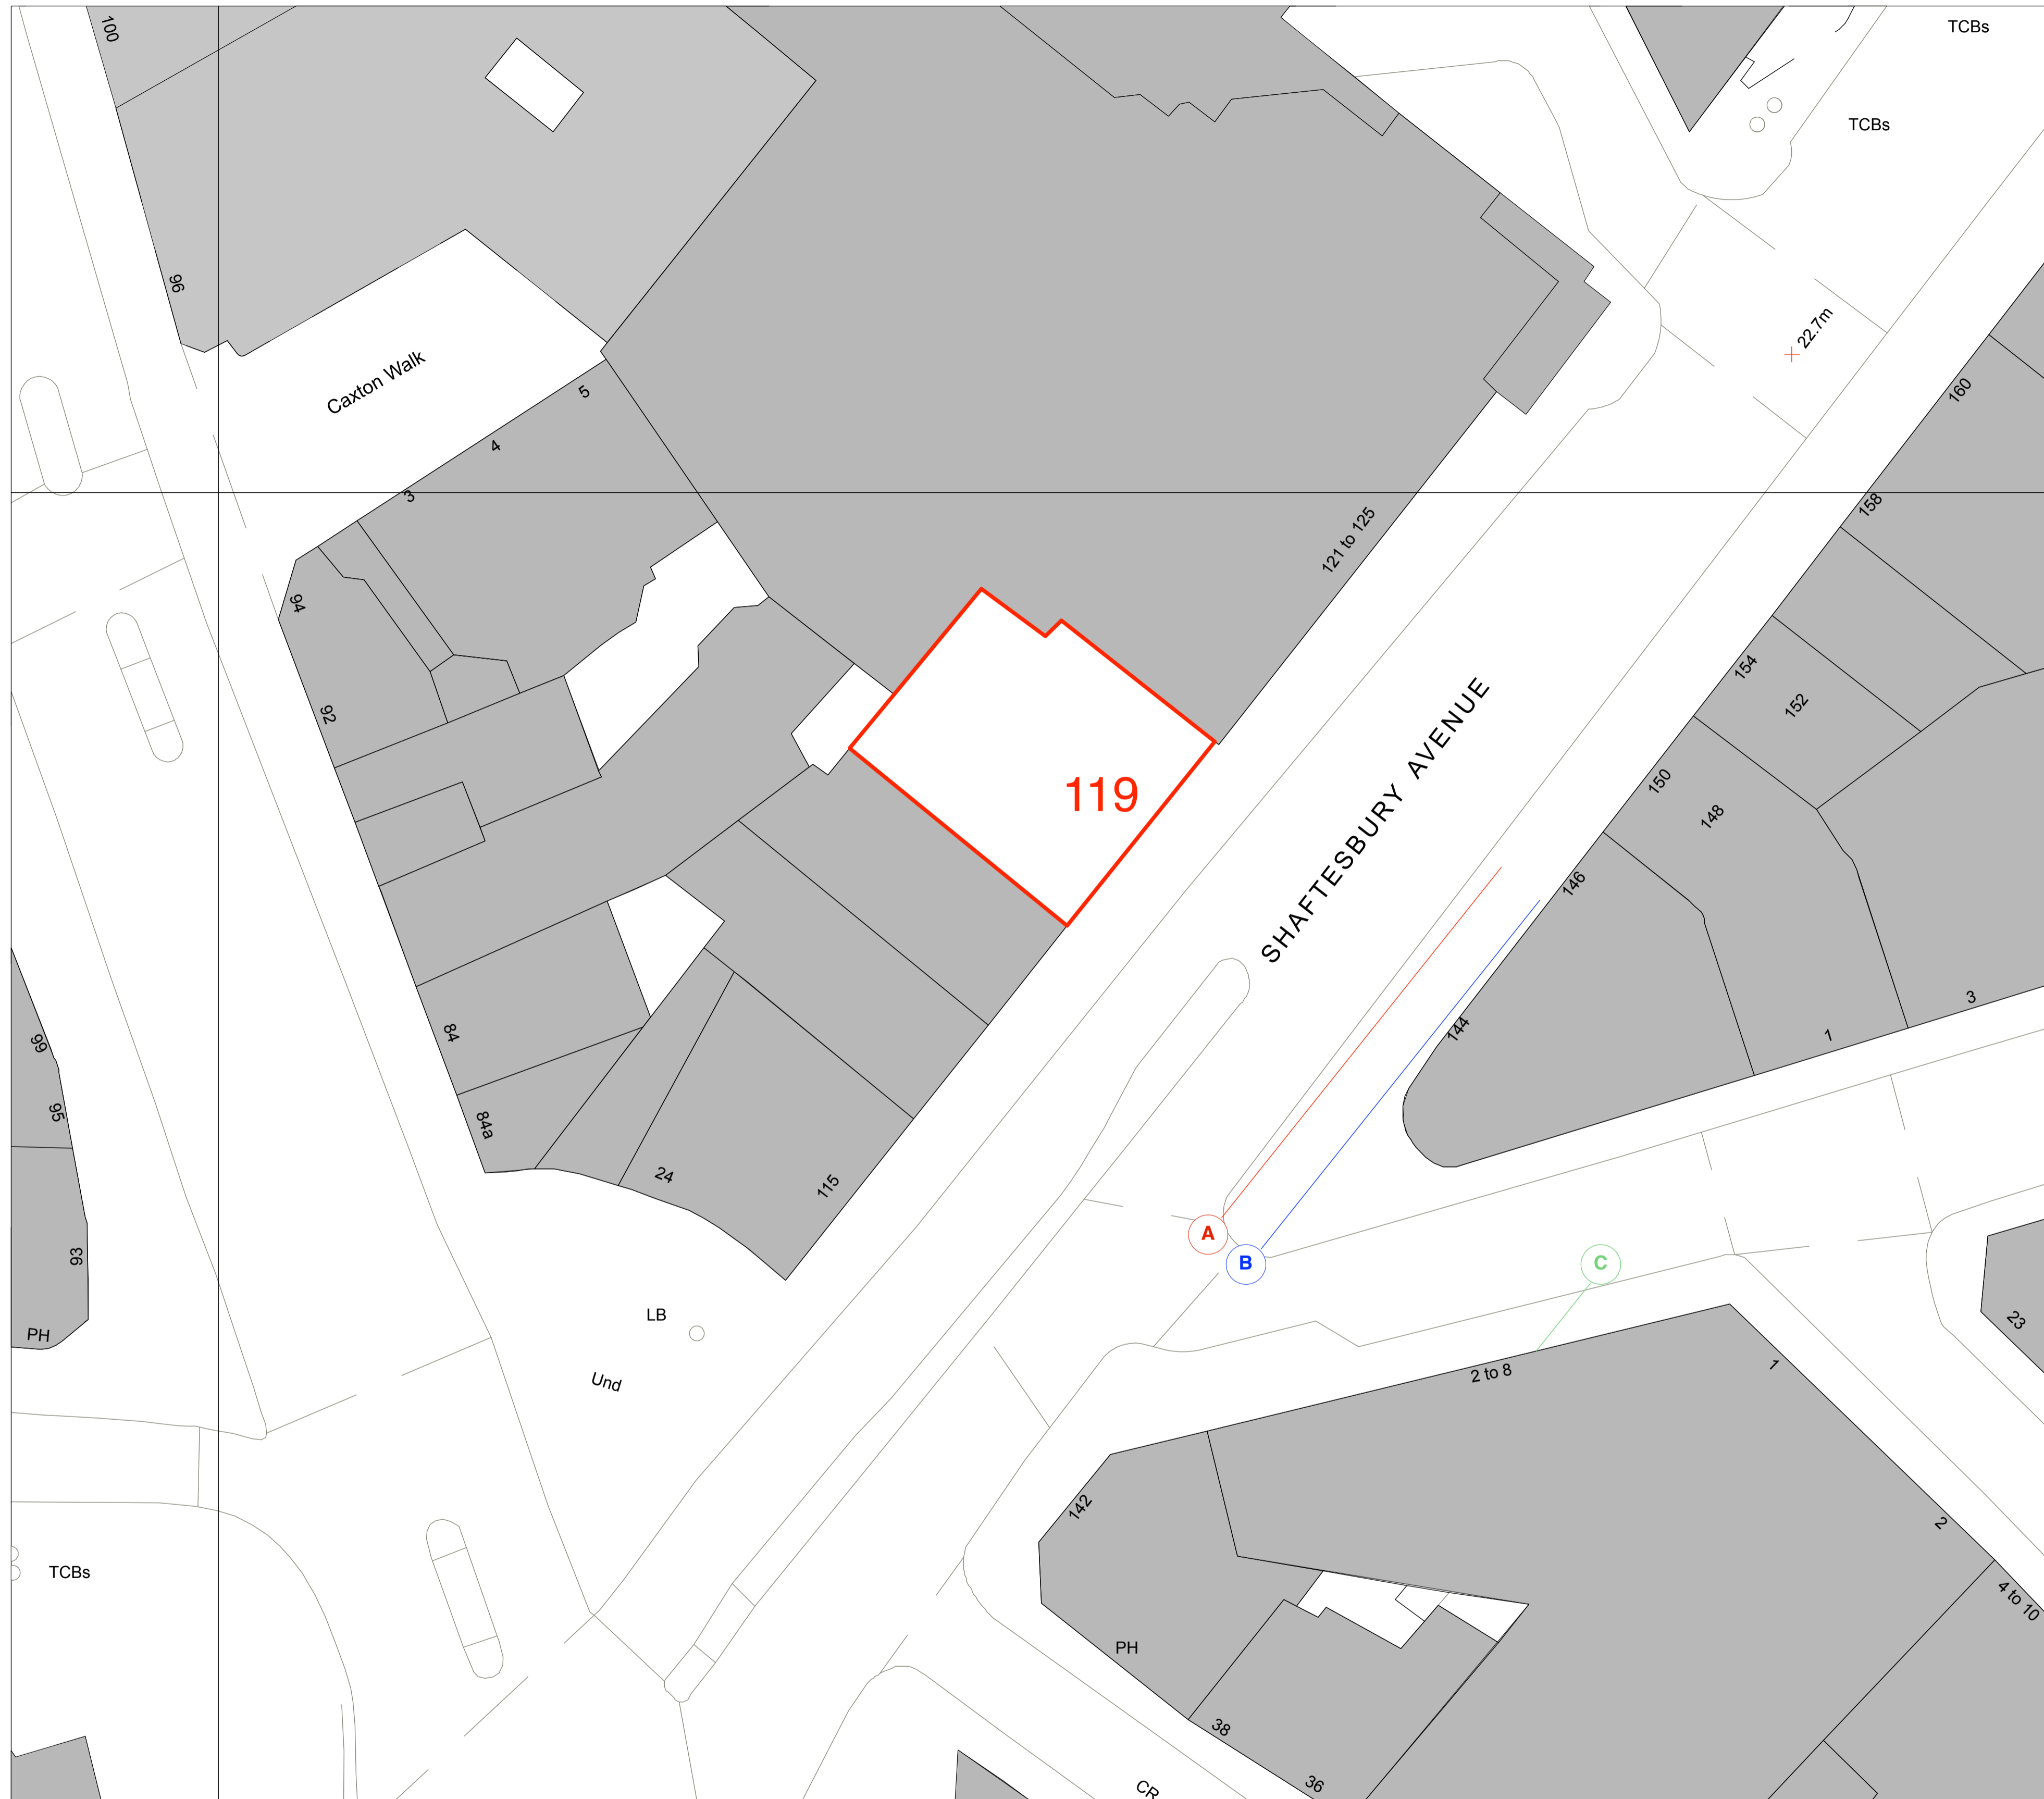 100
TCBs
TCBs
96
22.7m
Caxton Walk
5
160
4
3
158
121 to 125
94
154
92
152
SHAFTESBURY AVENUE
119
150
148
146
3
84
144
1
99
95
84a
24
115
A
93
B
C
LB
PH
23
2 to 8
1
Und
142
2
TCBs
4 to 10
PH
38
36
CR